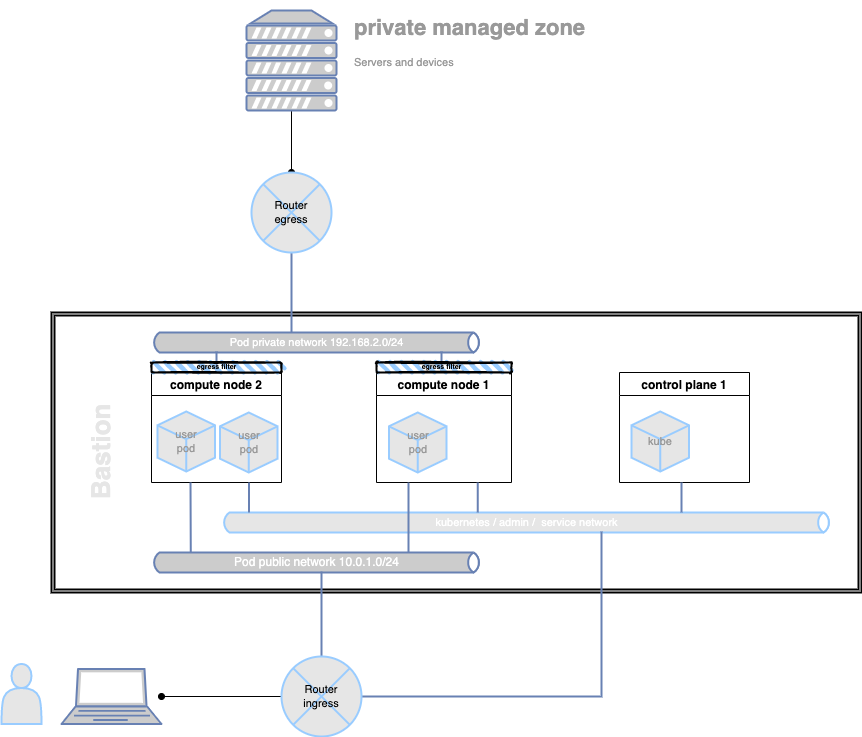 private managed zone
Servers and devices
Router
egress
Pod private network 192.168.2.0/24
egress filter
egress filter
compute node 2
compute node 1
control plane 1
Bastion
user
pod
user
pod
user
pod
kube
kubernetes / admin /  service network
Pod public network 10.0.1.0/24
Router
ingress